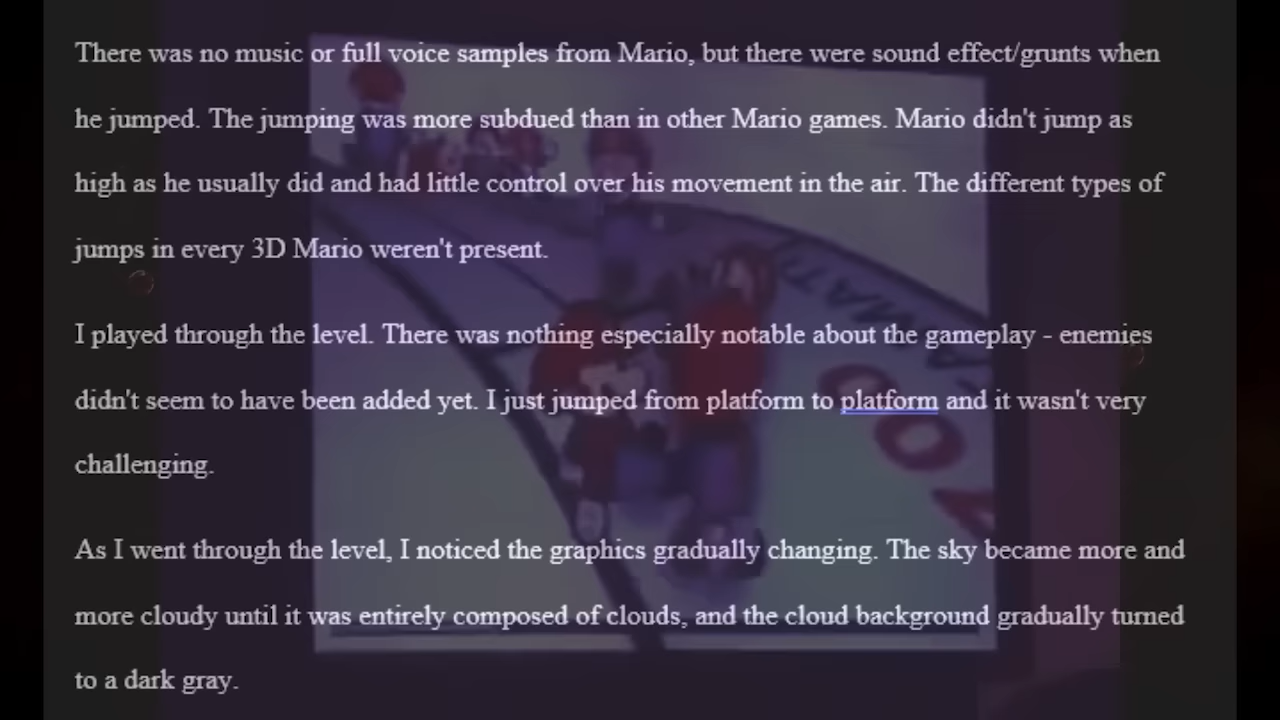 There was no music or full voice samples from Mario, but there were sound effect/grunts when
he jumped. The jumping was more subdued than in other Mario games. Mario didn't jump as
high as he usually did and had little control over his movement in the air. The different types of
jumps in every 3D Mario weren't present.
I played through the level. There was nothing especially notable about the gameplay - enemies
didn't seem to have been added yet. I just jumped from platform to platform and it wasn't very
challenging.
As I went through the level, I noticed the graphics gradually changing. The sky became more and
more cloudy until it was entirely composed of clouds, and the cloud background gradually turned
to a dark gray.